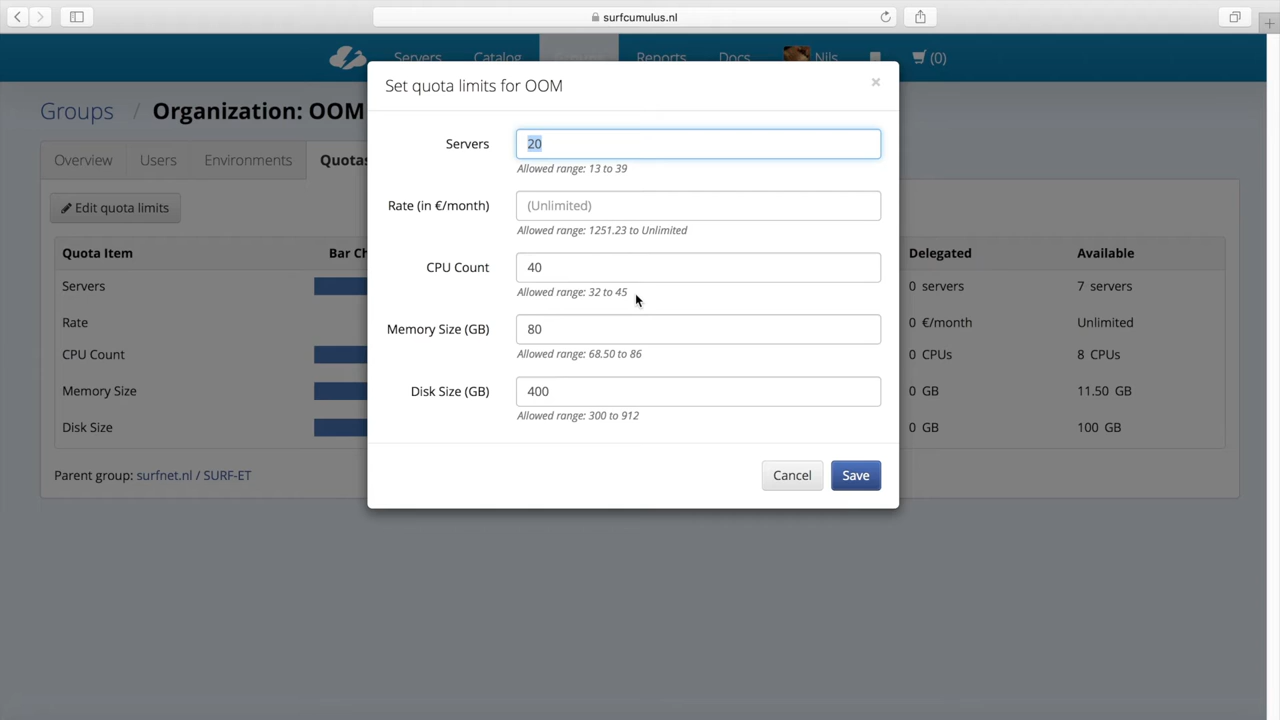 surfcumulus.nl
Servers Catalog Reports Docs Nils (0)
Groups / Organization: OOM
Overview Users Environments Quotas
Edit quota limits
Quota Item Bar Ch Delegated Available
Servers 0 servers 7 servers
Rate 0 €/month Unlimited
CPU Count 0 CPUs 8 CPUs
Memory Size 0 GB 11.50 GB
Disk Size 0 GB 100 GB
Parent group: surfnet.nl / SURF-ET
Set quota limits for OOM ×
Servers 20
Allowed range: 13 to 39
Rate (in €/month) (Unlimited)
Allowed range: 1251.23 to Unlimited
CPU Count 40
Allowed range: 32 to 45
Memory Size (GB) 80
Allowed range: 68.50 to 86
Disk Size (GB) 400
Allowed range: 300 to 912
Cancel Save